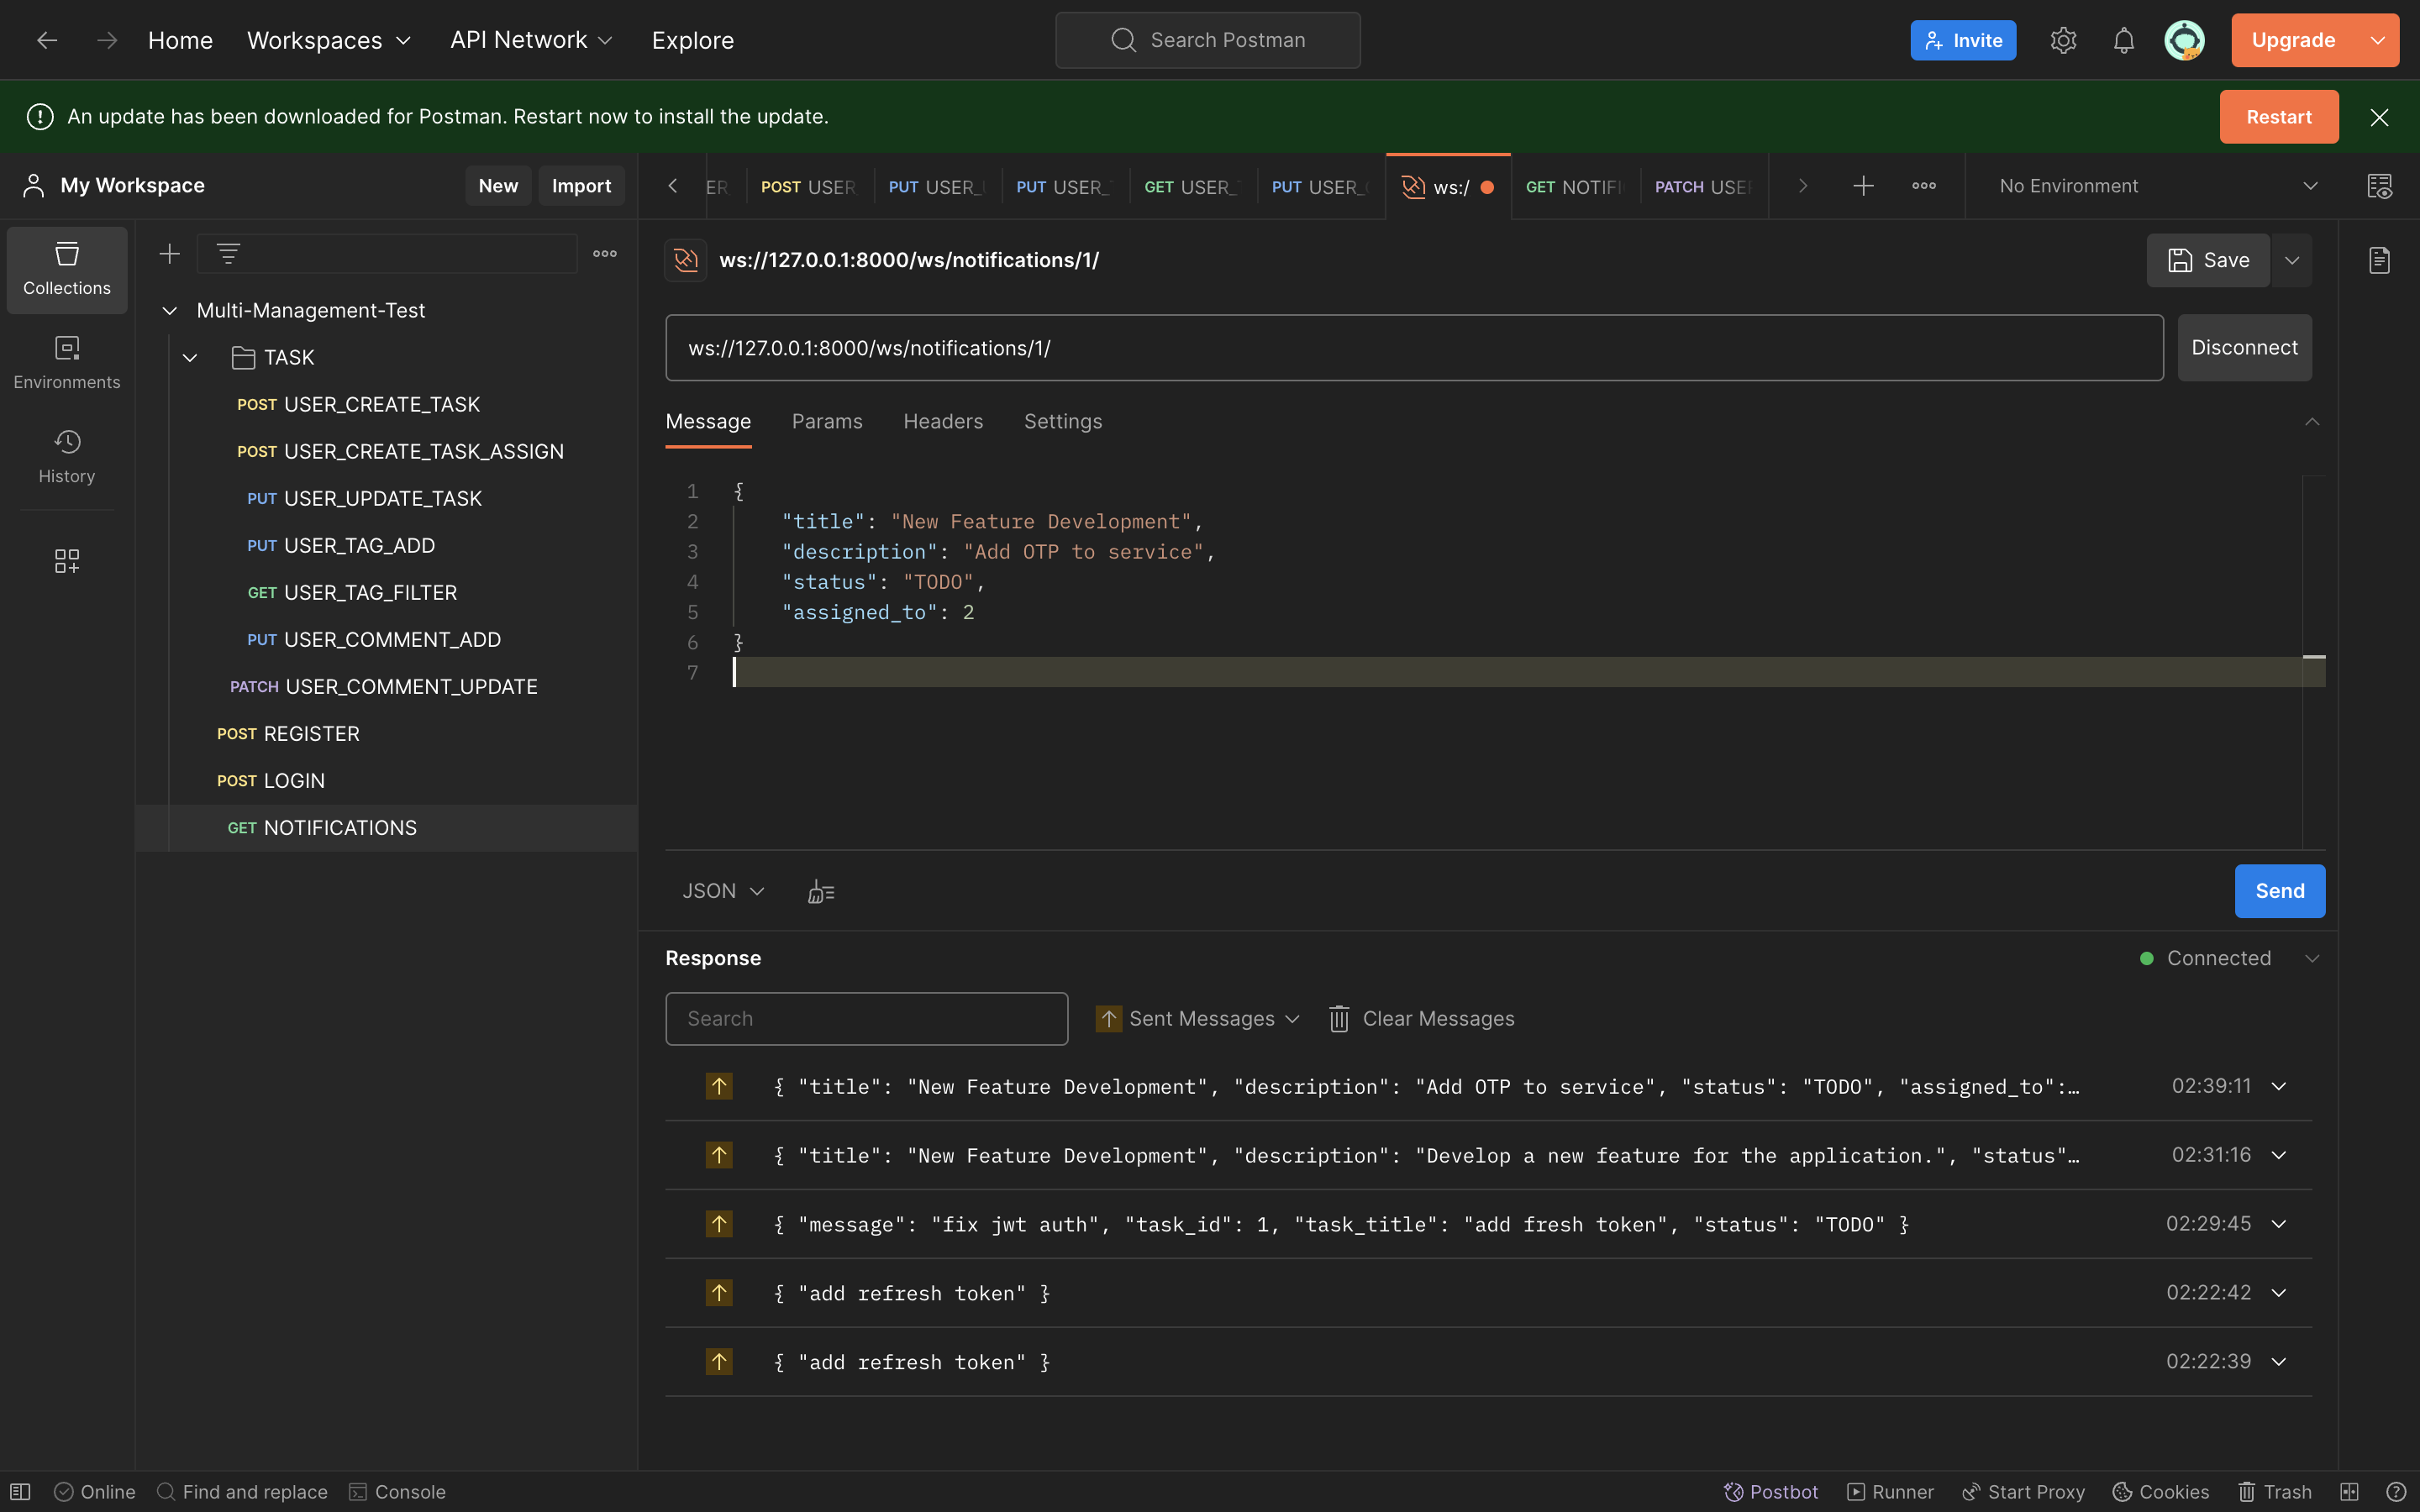 Home Workspaces API Network Explore Search Postman Invite Upgrade
An update has been downloaded for Postman. Restart now to install the update. Restart
My Workspace New Import
ER POST USER_ PUT USER_ PUT USER_ GET USER_ PUT USER_ ws:/ GET NOTIFI PATCH USER No Environment
Collections
Environments
History
Multi-Management-Test
TASK
POST USER_CREATE_TASK
POST USER_CREATE_TASK_ASSIGN
PUT USER_UPDATE_TASK
PUT USER_TAG_ADD
GET USER_TAG_FILTER
PUT USER_COMMENT_ADD
PATCH USER_COMMENT_UPDATE
POST REGISTER
POST LOGIN
GET NOTIFICATIONS
ws://127.0.0.1:8000/ws/notifications/1/ Save
ws://127.0.0.1:8000/ws/notifications/1/ Disconnect
Message Params Headers Settings
1 {
2 "title": "New Feature Development",
3 "description": "Add OTP to service",
4 "status": "TODO",
5 "assigned_to": 2
6 }
7
JSON Send
Response Connected
Search Sent Messages Clear Messages
{ "title": "New Feature Development", "description": "Add OTP to service", "status": "TODO", "assigned_to":… 02:39:11
{ "title": "New Feature Development", "description": "Develop a new feature for the application.", "status"… 02:31:16
{ "message": "fix jwt auth", "task_id": 1, "task_title": "add fresh token", "status": "TODO" } 02:29:45
{ "add refresh token" } 02:22:42
{ "add refresh token" } 02:22:39
Online Find and replace Console Postbot Runner Start Proxy Cookies Trash